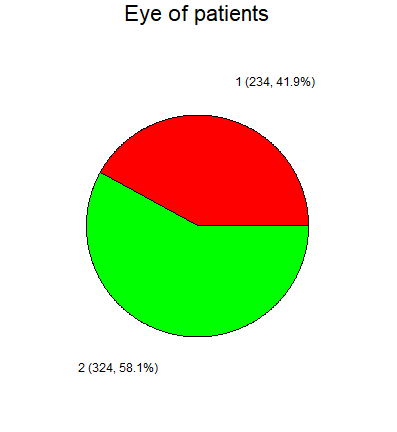 Eye of patients
1 (234, 41.9%)
2 (324, 58.1%)